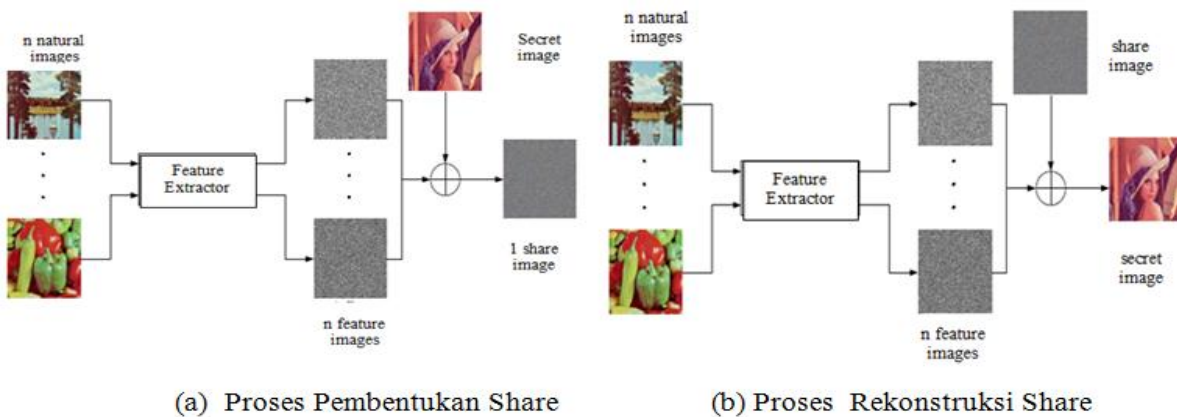 n natural
images
Feature
Extractor
n feature
images
Secret
image
1 share
image
(a) Proses Pembentukan Share
n natural
images
Feature
Extractor
n feature
images
share
image
secret
image
(b) Proses Rekonstruksi Share